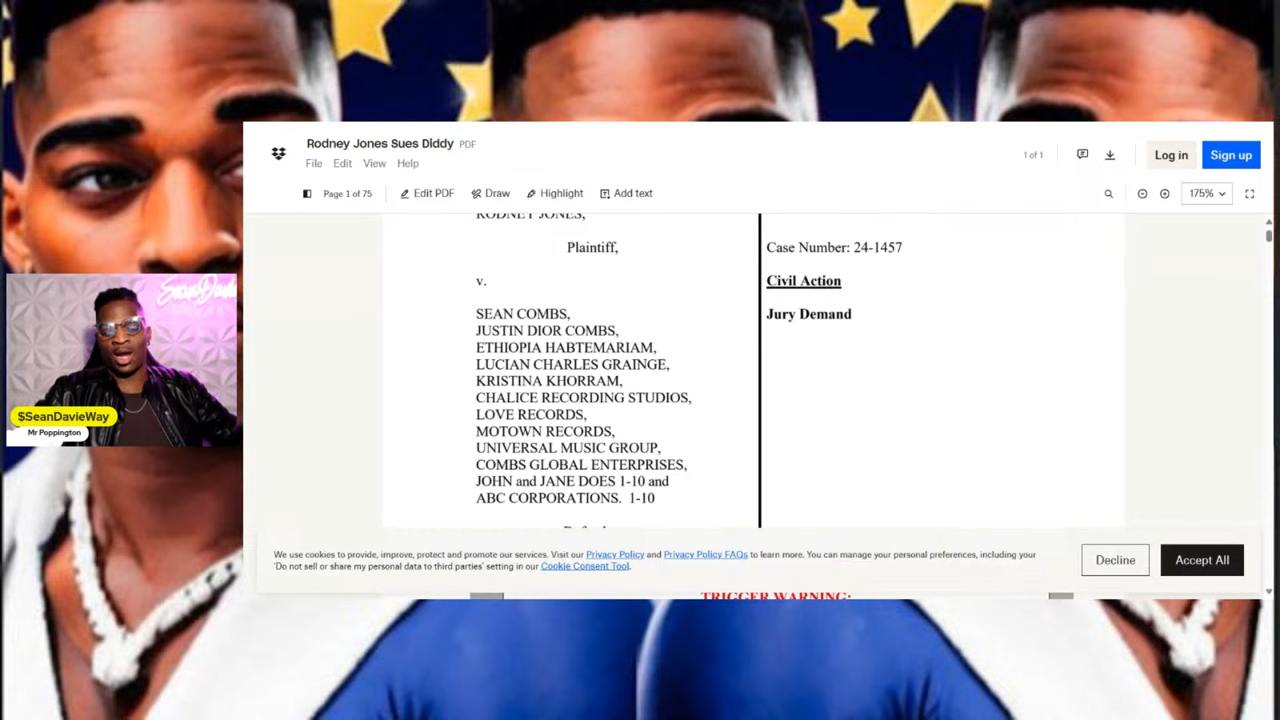 Rodney Jones Sues Diddy PDF
File Edit View Help
1 of 1
Log in
Sign up
Page 1 of 75
Edit PDF
Draw
Highlight
Add text
175%
RODNEY JONES,
Plaintiff,
v.
SEAN COMBS,
JUSTIN DIOR COMBS,
ETHIOPIA HABTEMARIAM,
LUCIAN CHARLES GRAINGE,
KRISTINA KHORRAM,
CHALICE RECORDING STUDIOS,
LOVE RECORDS,
MOTOWN RECORDS,
UNIVERSAL MUSIC GROUP,
COMBS GLOBAL ENTERPRISES,
JOHN and JANE DOES 1-10 and
ABC CORPORATIONS. 1-10
Case Number: 24-1457
Civil Action
Jury Demand
SeanDavie
$SeanDavieWay
Mr Poppington
We use cookies to provide, improve, protect and promote our services. Visit our Privacy Policy and Privacy Policy FAQs to learn more. You can manage your personal preferences, including your
'Do not sell or share my personal data to third parties' setting in our Cookie Consent Tool.
Decline
Accept All
TRIGGER WARNING: